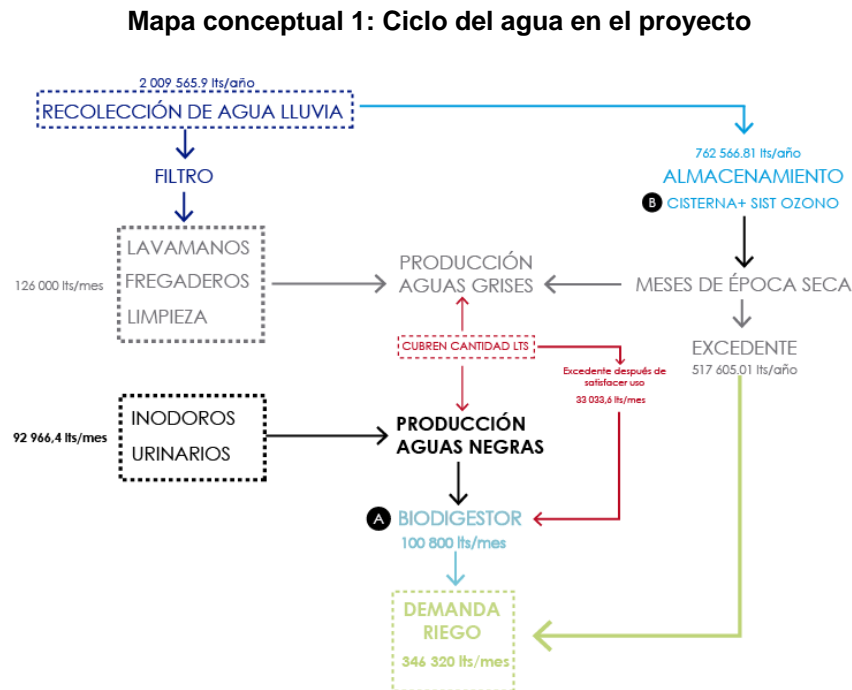 Mapa conceptual 1: Ciclo del agua en el proyecto
2 009 565.9 lts/año
RECOLECCIÓN DE AGUA LLUVIA
762 566.81 lts/año
FILTRO
ALMACENAMIENTO
B CISTERNA+ SIST OZONO
LAVAMANOS
126 000 lts/mes
FREGADEROS
LIMPIEZA
PRODUCCIÓN
AGUAS GRISES
MESES DE ÉPOCA SECA
CUBREN CANTIDAD LTS
EXCEDENTE
517 605.01 lts/año
Excedente después de
satisfacer uso
33 033,6 lts/mes
INODOROS
92 966,4 lts/mes
URINARIOS
PRODUCCIÓN
AGUAS NEGRAS
A BIODIGESTOR
100 800 lts/mes
DEMANDA
RIEGO
346 320 lts/mes